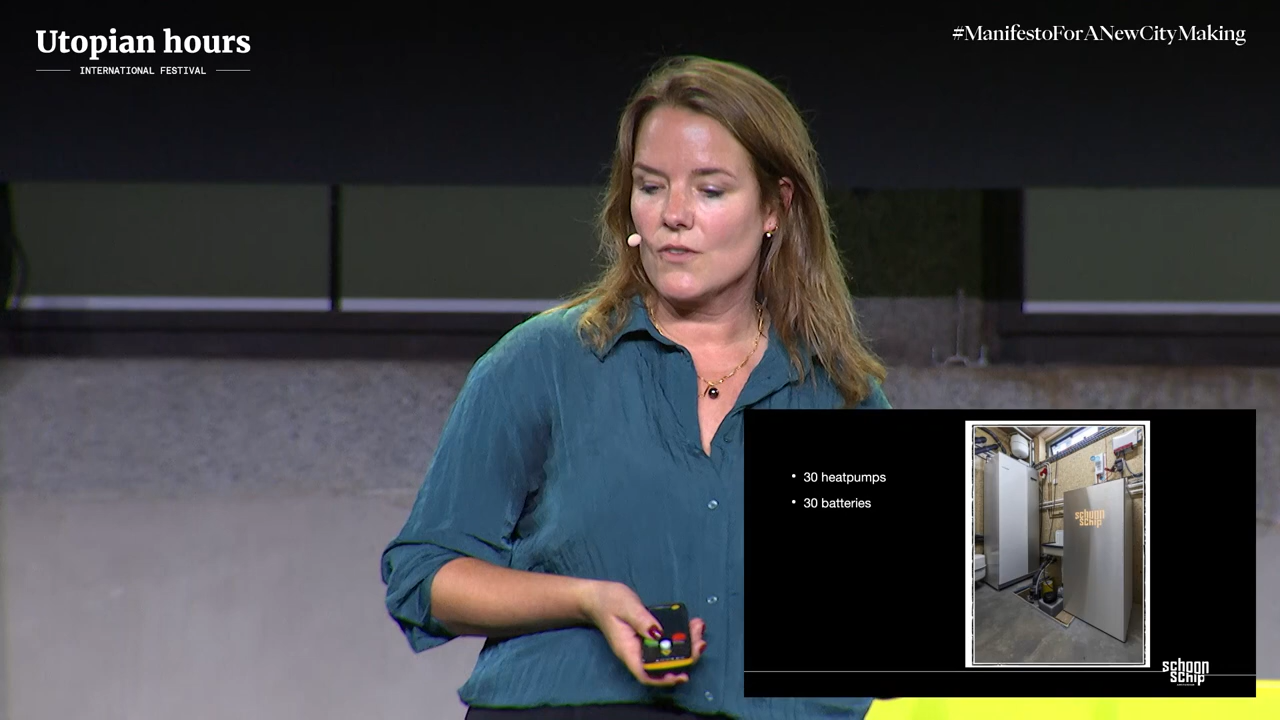 Utopian hours
INTERNATIONAL FESTIVAL
#ManifestoForANewCityMaking
• 30 heatpumps
• 30 batteries
schoon
schip
schoon
schip